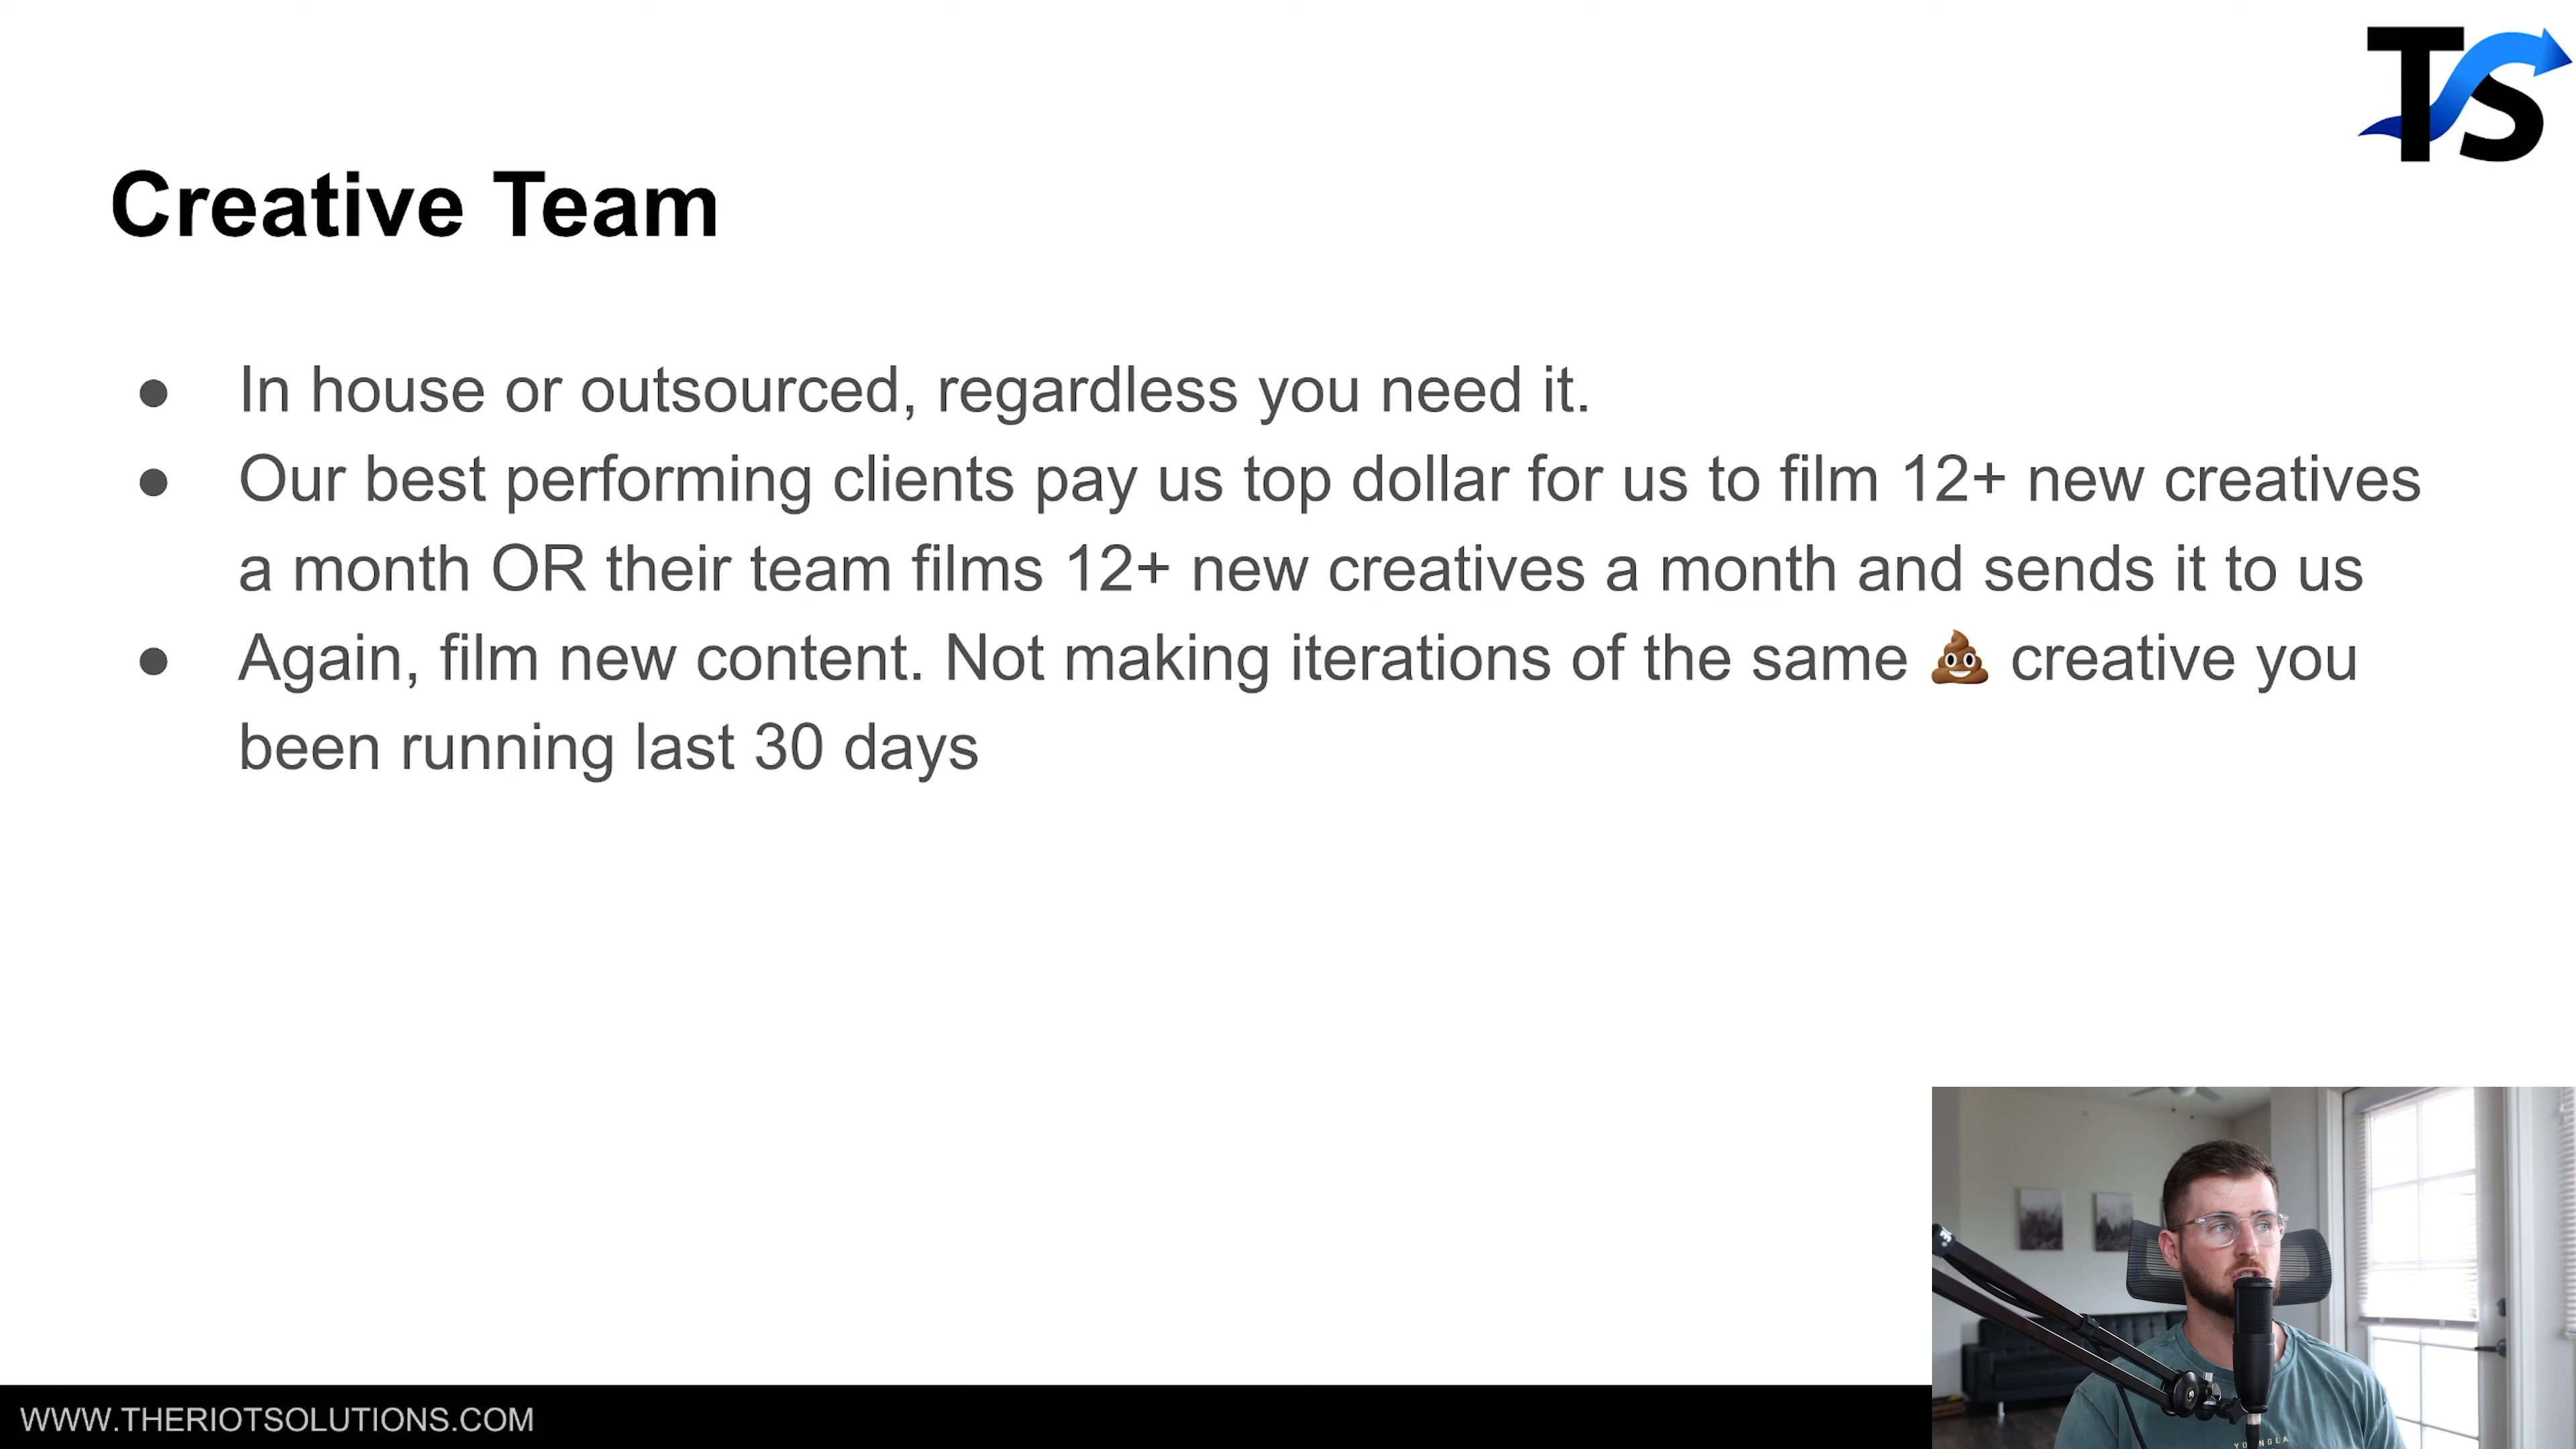 TS
Creative Team
● In house or outsourced, regardless you need it.
● Our best performing clients pay us top dollar for us to film 12+ new creatives
a month OR their team films 12+ new creatives a month and sends it to us
● Again, film new content. Not making iterations of the same 💩 creative you
been running last 30 days
YOUNGLA
WWW.THERIOTSOLUTIONS.COM